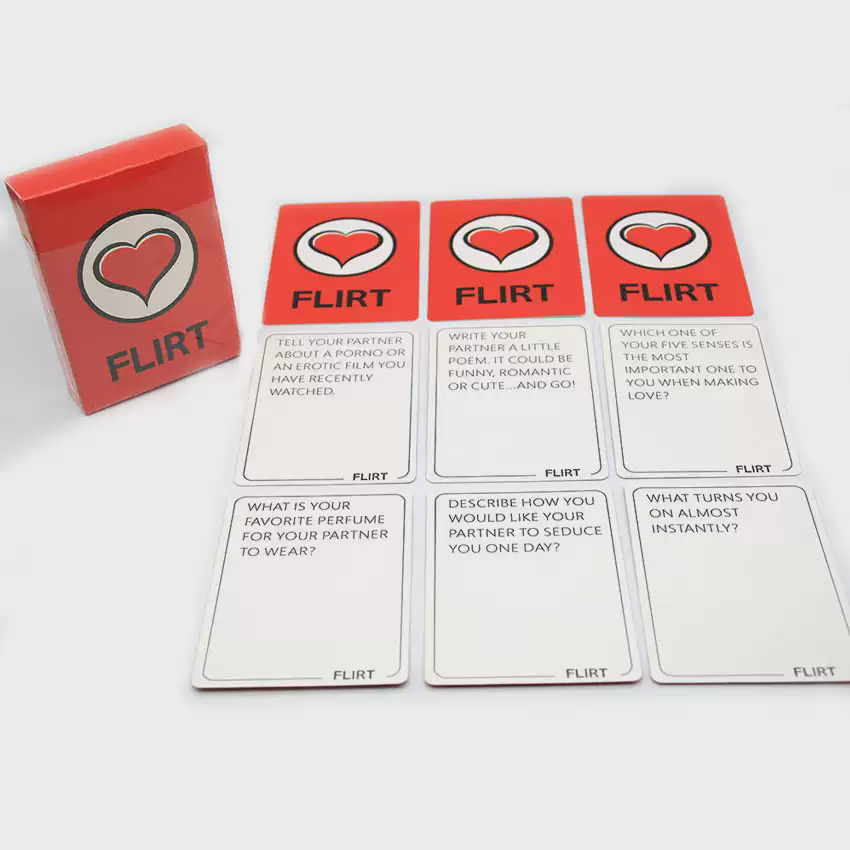 FLIRT
FLIRT
FLIRT
FLIRT
TELL YOUR PARTNER
ABOUT A PORNO OR
AN EROTIC FILM YOU
HAVE RECENTLY
WATCHED.
FLIRT
WRITE YOUR
PARTNER A LITTLE
POEM. IT COULD BE
FUNNY, ROMANTIC
OR CUTE...AND GO!
FLIRT
WHICH ONE OF
YOUR FIVE SENSES IS
THE MOST
IMPORTANT ONE TO
YOU WHEN MAKING
LOVE?
FLIRT
WHAT IS YOUR
FAVORITE PERFUME
FOR YOUR PARTNER
TO WEAR?
FLIRT
DESCRIBE HOW YOU
WOULD LIKE YOUR
PARTNER TO SEDUCE
YOU ONE DAY?
FLIRT
WHAT TURNS YOU
ON ALMOST
INSTANTLY?
FLIRT